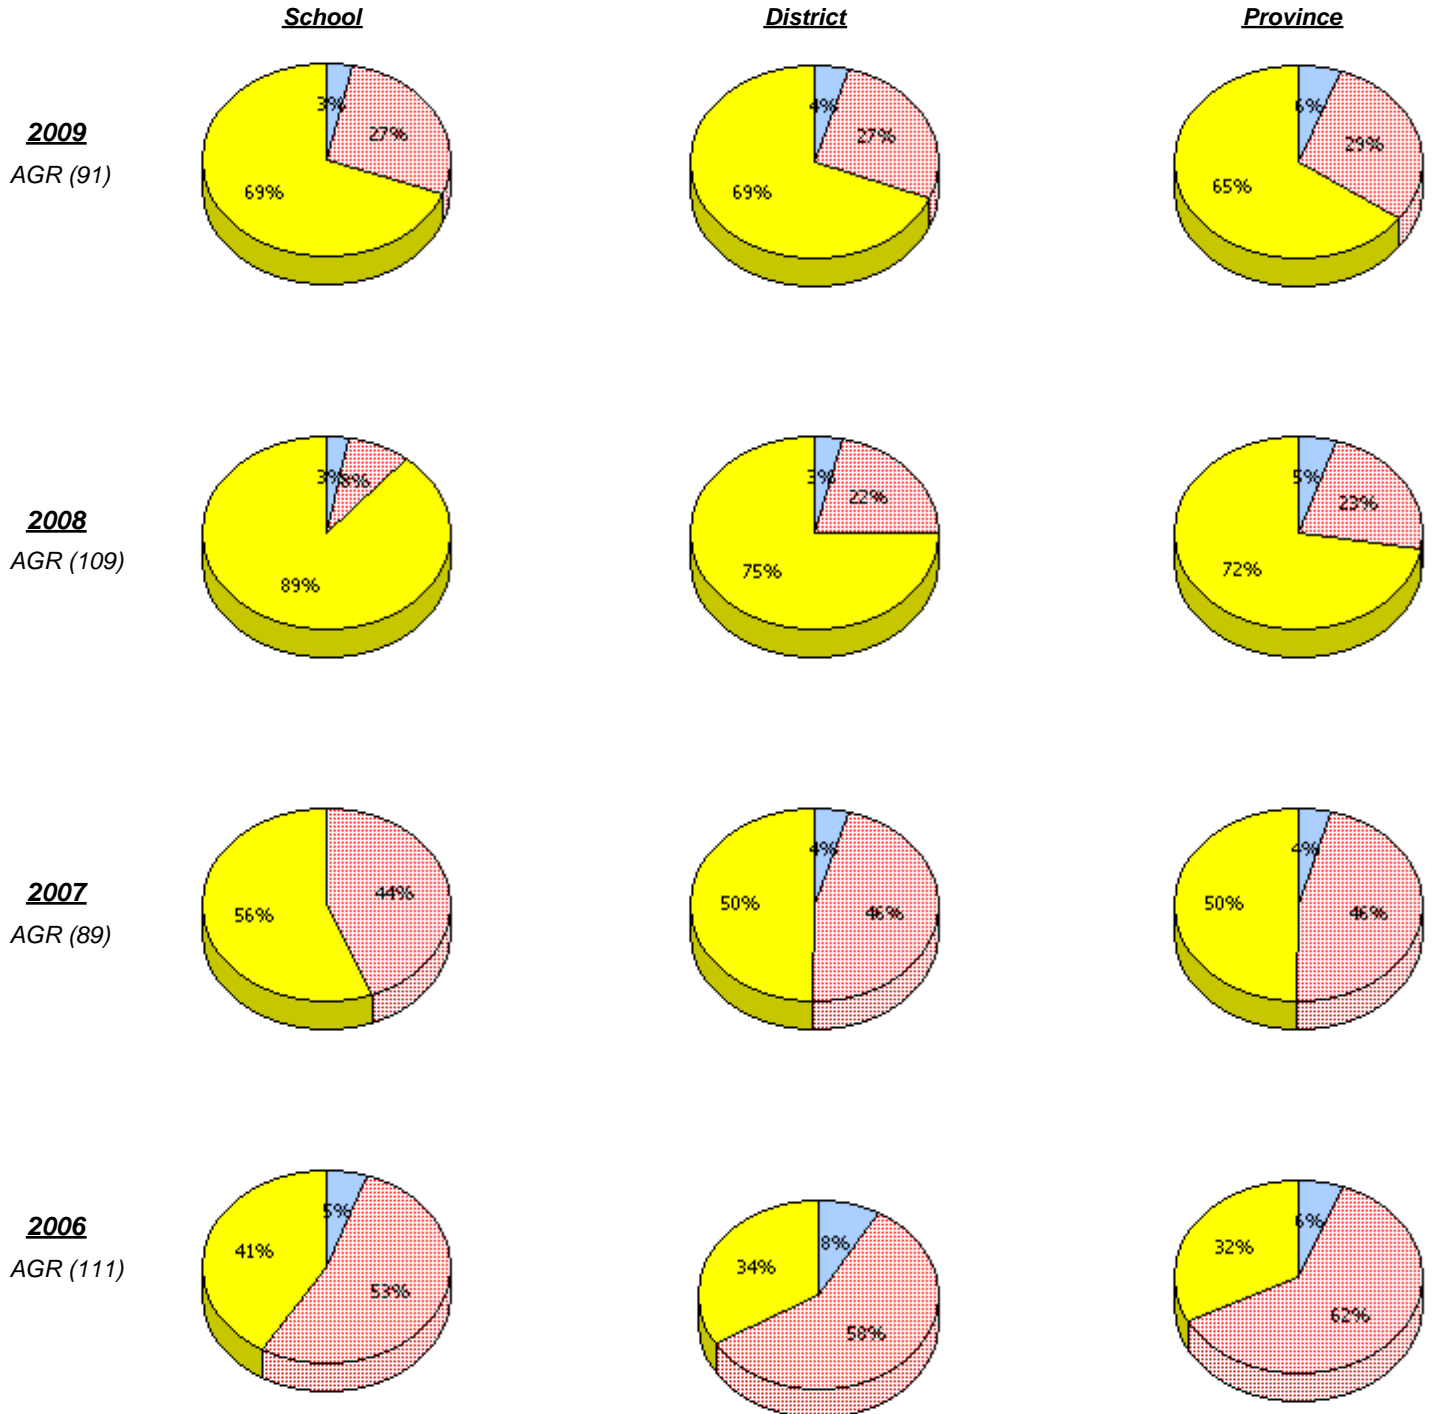 School District Province
2009
AGR (91)
3% 27% 69%
4% 27% 69%
6% 29% 65%
2008
AGR (109)
3% 8% 89%
3% 22% 75%
5% 23% 72%
2007
AGR (89)
44% 56%
4% 46% 50%
4% 46% 50%
2006
AGR (111)
5% 53% 41%
8% 58% 34%
6% 62% 32%